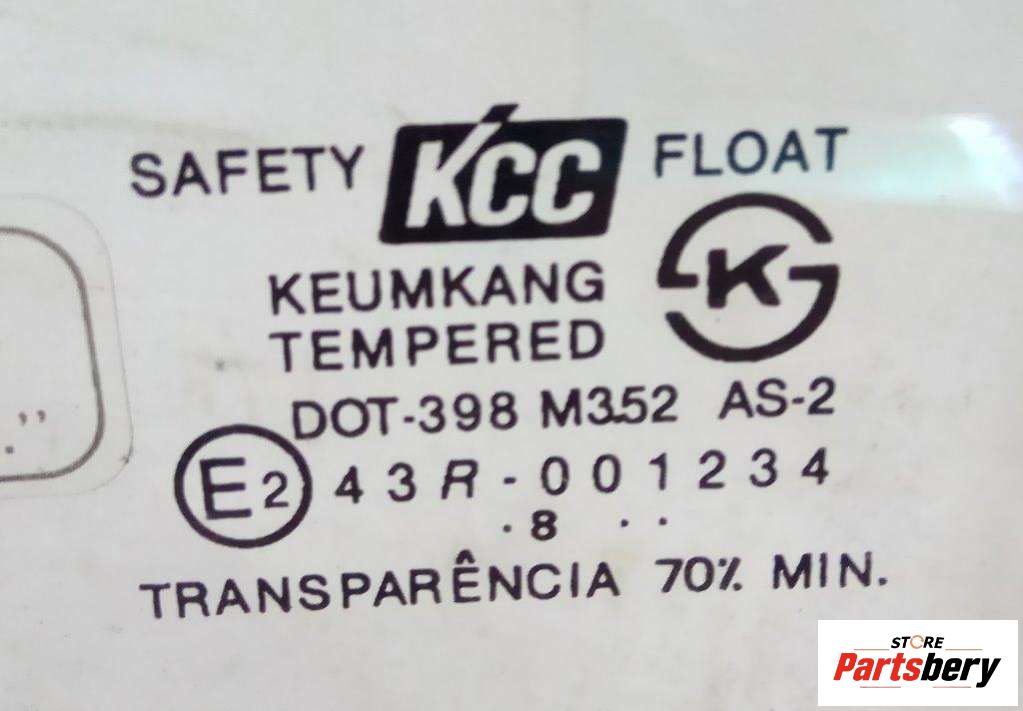 SAFETY KCC FLOAT
KEUMKANG
TEMPERED
K
DOT-398 M352 AS-2
E2 43R-001234
. 8 . .
TRANSPARÊNCIA 70% MIN.
. ,,
STORE
Partsbery